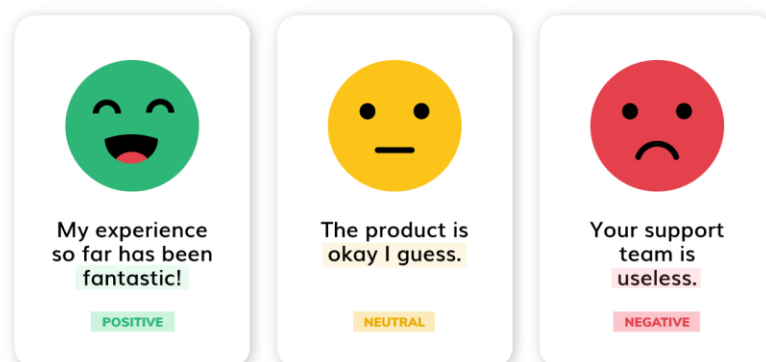 My experience
so far has been
fantastic!
POSITIVE
The product is
okay I guess.
NEUTRAL
Your support
team is
useless.
NEGATIVE